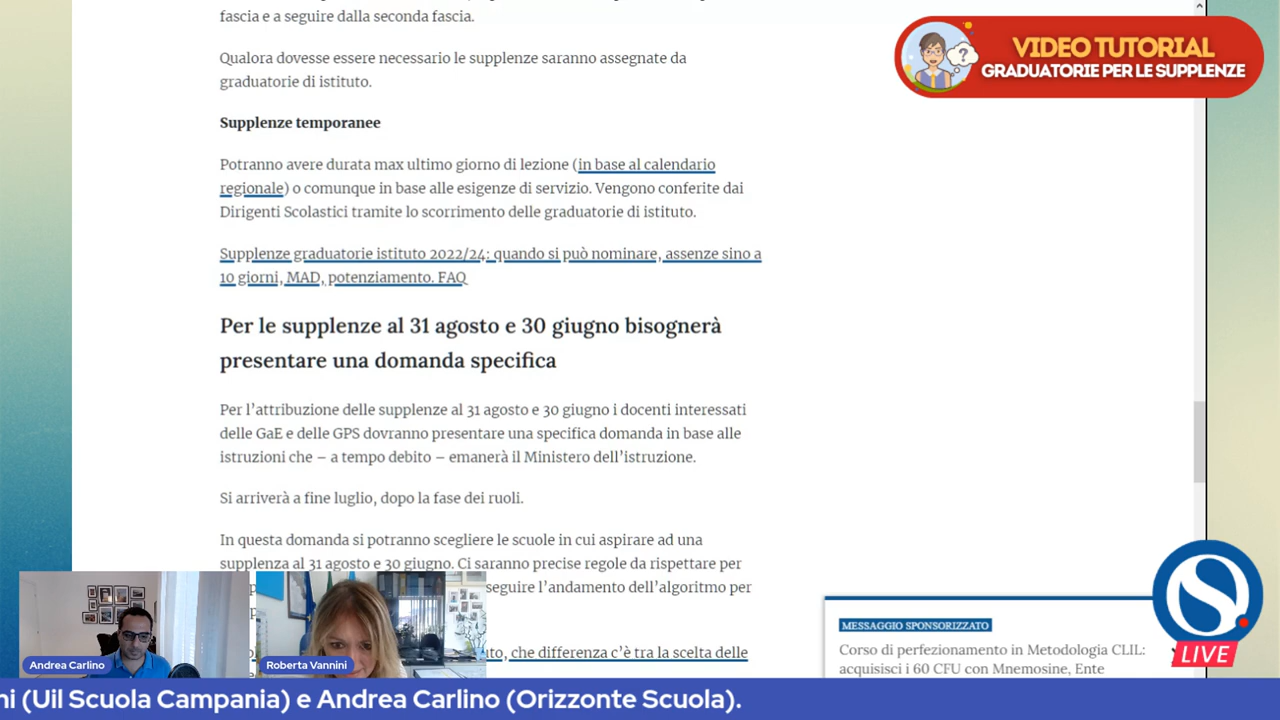 fascia e a seguire dalla seconda fascia.
Qualora dovesse essere necessario le supplenze saranno assegnate da
graduatorie di istituto.
Supplenze temporanee
Potranno avere durata max ultimo giorno di lezione (in base al calendario
regionale) o comunque in base alle esigenze di servizio. Vengono conferite dai
Dirigenti Scolastici tramite lo scorrimento delle graduatorie di istituto.
Supplenze graduatorie istituto 2022/24: quando si può nominare, assenze sino a
10 giorni, MAD, potenziamento. FAQ
Per le supplenze al 31 agosto e 30 giugno bisognerà
presentare una domanda specifica
Per l’attribuzione delle supplenze al 31 agosto e 30 giugno i docenti interessati
delle GaE e delle GPS dovranno presentare una specifica domanda in base alle
istruzioni che – a tempo debito – emanerà il Ministero dell’istruzione.
Si arriverà a fine luglio, dopo la fase dei ruoli.
In questa domanda si potranno scegliere le scuole in cui aspirare ad una
supplenza al 31 agosto e 30 giugno. Ci saranno precise regole da rispettare per
seguire l’andamento dell’algoritmo per
che differenza c’è tra la scelta delle
VIDEO TUTORIAL
GRADUATORIE PER LE SUPPLENZE
?
MESSAGGIO SPONSORIZZATO
Corso di perfezionamento in Metodologia CLIL:
acquisisci i 60 CFU con Mnemosine, Ente
S
LIVE
Andrea Carlino
Roberta Vannini
(Uil Scuola Campania) e Andrea Carlino (Orizzonte Scuola).